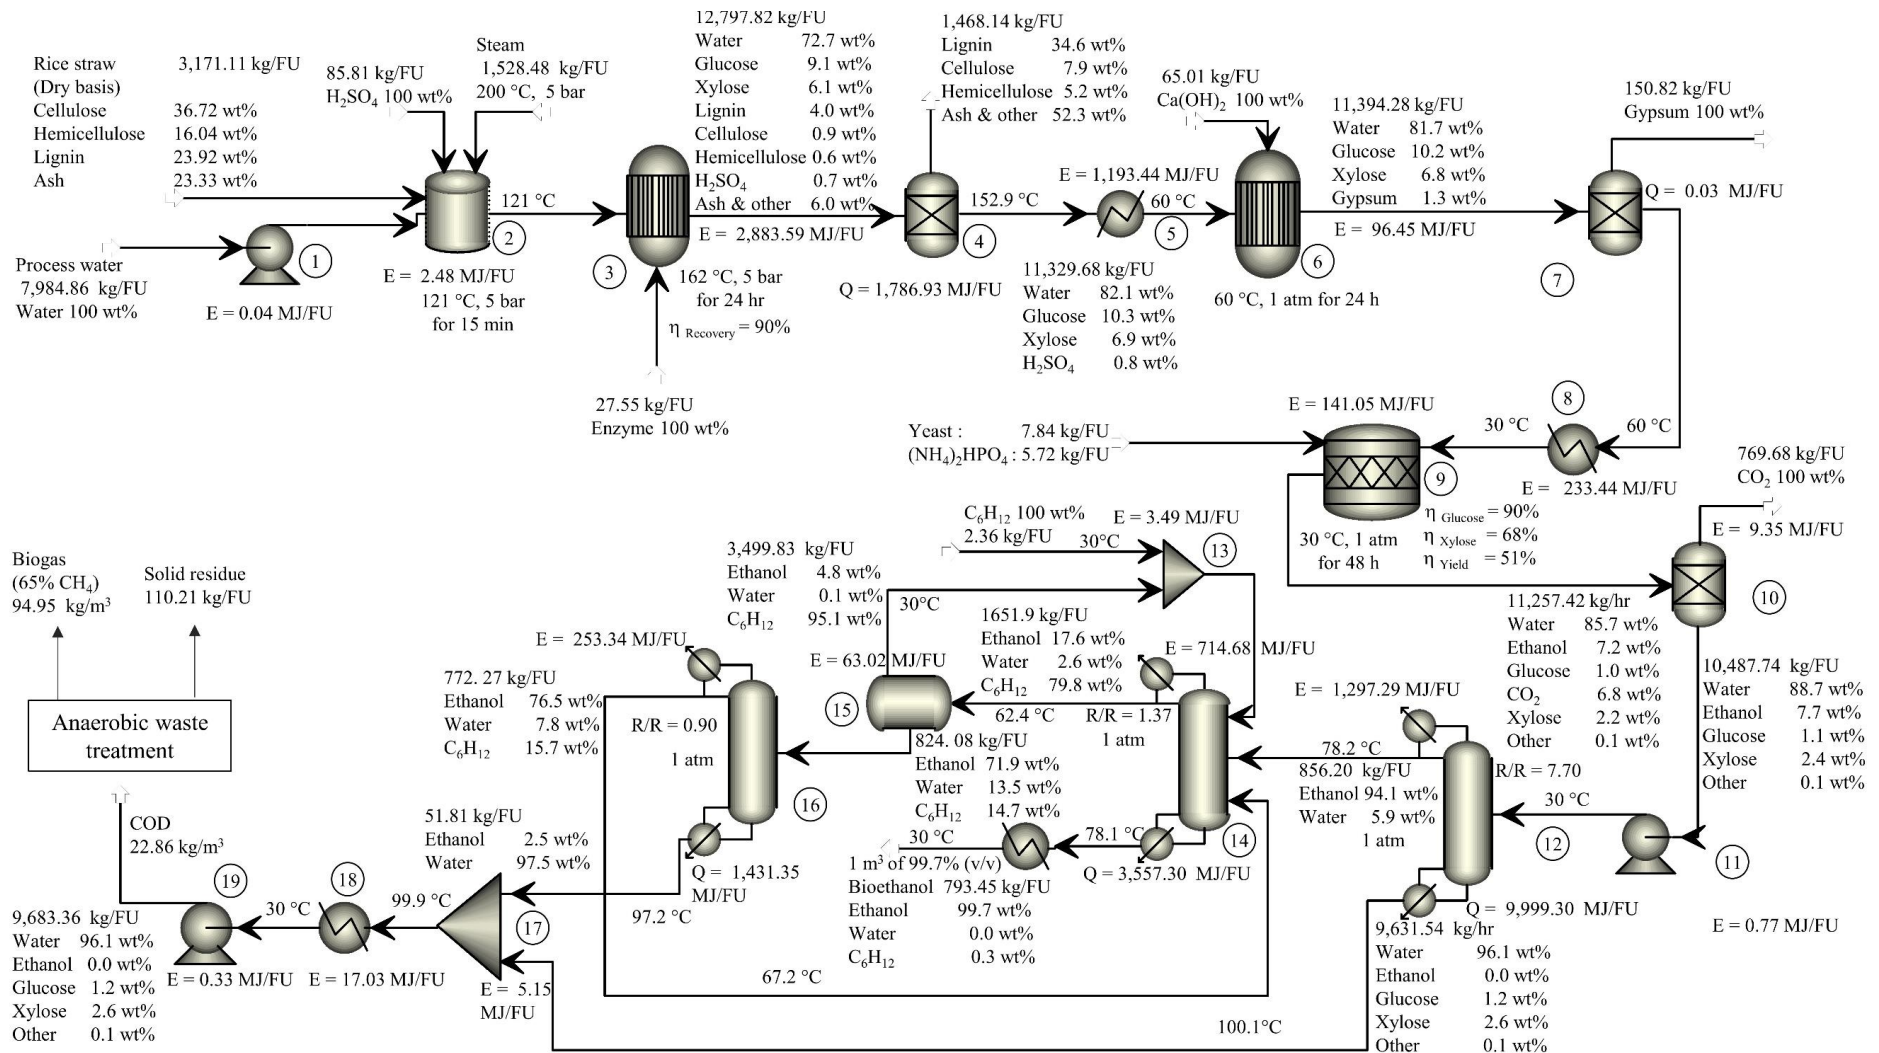 Rice straw 3,171.11 kg/FU
(Dry basis)
Cellulose 36.72 wt%
Hemicellulose 16.04 wt%
Lignin 23.92 wt%
Ash 23.33 wt%
Process water
7,984.86 kg/FU
Water 100 wt%
1
E = 0.04 MJ/FU
85.81 kg/FU
H₂SO₄ 100 wt%
Steam
1,528.48 kg/FU
200 °C, 5 bar
121 °C
2
E = 2.48 MJ/FU
121 °C, 5 bar
for 15 min
12,797.82 kg/FU
Water 72.7 wt%
Glucose 9.1 wt%
Xylose 6.1 wt%
Lignin 4.0 wt%
Cellulose 0.9 wt%
Hemicellulose 0.6 wt%
H₂SO₄ 0.7 wt%
Ash & other 6.0 wt%
E = 2,883.59 MJ/FU
3
162 °C, 5 bar
for 24 hr
η Recovery = 90%
27.55 kg/FU
Enzyme 100 wt%
1,468.14 kg/FU
Lignin 34.6 wt%
Cellulose 7.9 wt%
Hemicellulose 5.2 wt%
Ash & other 52.3 wt%
152.9 °C
4
Q = 1,786.93 MJ/FU
E = 1,193.44 MJ/FU
60 °C
5
11,329.68 kg/FU
Water 82.1 wt%
Glucose 10.3 wt%
Xylose 6.9 wt%
H₂SO₄ 0.8 wt%
65.01 kg/FU
Ca(OH)₂ 100 wt%
6
60 °C, 1 atm for 24 h
11,394.28 kg/FU
Water 81.7 wt%
Glucose 10.2 wt%
Xylose 6.8 wt%
Gypsum 1.3 wt%
E = 96.45 MJ/FU
150.82 kg/FU
Gypsum 100 wt%
Q = 0.03 MJ/FU
7
8
60 °C
30 °C
E = 233.44 MJ/FU
E = 141.05 MJ/FU
Yeast : 7.84 kg/FU
(NH4)₂HPO₄ : 5.72 kg/FU
9
30 °C, 1 atm
for 48 h
η Glucose = 90%
η Xylose = 68%
η Yield = 51%
769.68 kg/FU
CO₂ 100 wt%
E = 9.35 MJ/FU
10
11,257.42 kg/hr
Water 85.7 wt%
Ethanol 7.2 wt%
Glucose 1.0 wt%
CO₂ 6.8 wt%
Xylose 2.2 wt%
Other 0.1 wt%
10,487.74 kg/FU
Water 88.7 wt%
Ethanol 7.7 wt%
Glucose 1.1 wt%
Xylose 2.4 wt%
Other 0.1 wt%
11
E = 0.77 MJ/FU
30 °C
12
E = 1,297.29 MJ/FU
R/R = 7.70
1 atm
Q = 9,999.30 MJ/FU
78.2 °C
856.20 kg/FU
Ethanol 94.1 wt%
Water 5.9 wt%
9,631.54 kg/hr
Water 96.1 wt%
Ethanol 0.0 wt%
Glucose 1.2 wt%
Xylose 2.6 wt%
Other 0.1 wt%
100.1°C
C₆H₁₂ 100 wt%
2.36 kg/FU
30°C
E = 3.49 MJ/FU
13
30°C
3,499.83 kg/FU
Ethanol 4.8 wt%
Water 0.1 wt%
C₆H₁₂ 95.1 wt%
1651.9 kg/FU
Ethanol 17.6 wt%
Water 2.6 wt%
C₆H₁₂ 79.8 wt%
62.4 °C
E = 714.68 MJ/FU
R/R = 1.37
1 atm
14
78.1 °C
Q = 3,557.30 MJ/FU
30 °C
1 m³ of 99.7% (v/v)
Bioethanol 793.45 kg/FU
Ethanol 99.7 wt%
Water 0.0 wt%
C₆H₁₂ 0.3 wt%
E = 63.02 MJ/FU
15
824. 08 kg/FU
Ethanol 71.9 wt%
Water 13.5 wt%
C₆H₁₂ 14.7 wt%
E = 253.34 MJ/FU
R/R = 0.90
1 atm
16
Q = 1,431.35
MJ/FU
772. 27 kg/FU
Ethanol 76.5 wt%
Water 7.8 wt%
C₆H₁₂ 15.7 wt%
67.2 °C
51.81 kg/FU
Ethanol 2.5 wt%
Water 97.5 wt%
97.2 °C
17
E = 5.15
MJ/FU
99.9 °C
18
E = 17.03 MJ/FU
30 °C
19
E = 0.33 MJ/FU
9,683.36 kg/FU
Water 96.1 wt%
Ethanol 0.0 wt%
Glucose 1.2 wt%
Xylose 2.6 wt%
Other 0.1 wt%
COD
22.86 kg/m³
Anaerobic waste
treatment
Biogas
(65% CH₄)
94.95 kg/m³
Solid residue
110.21 kg/FU